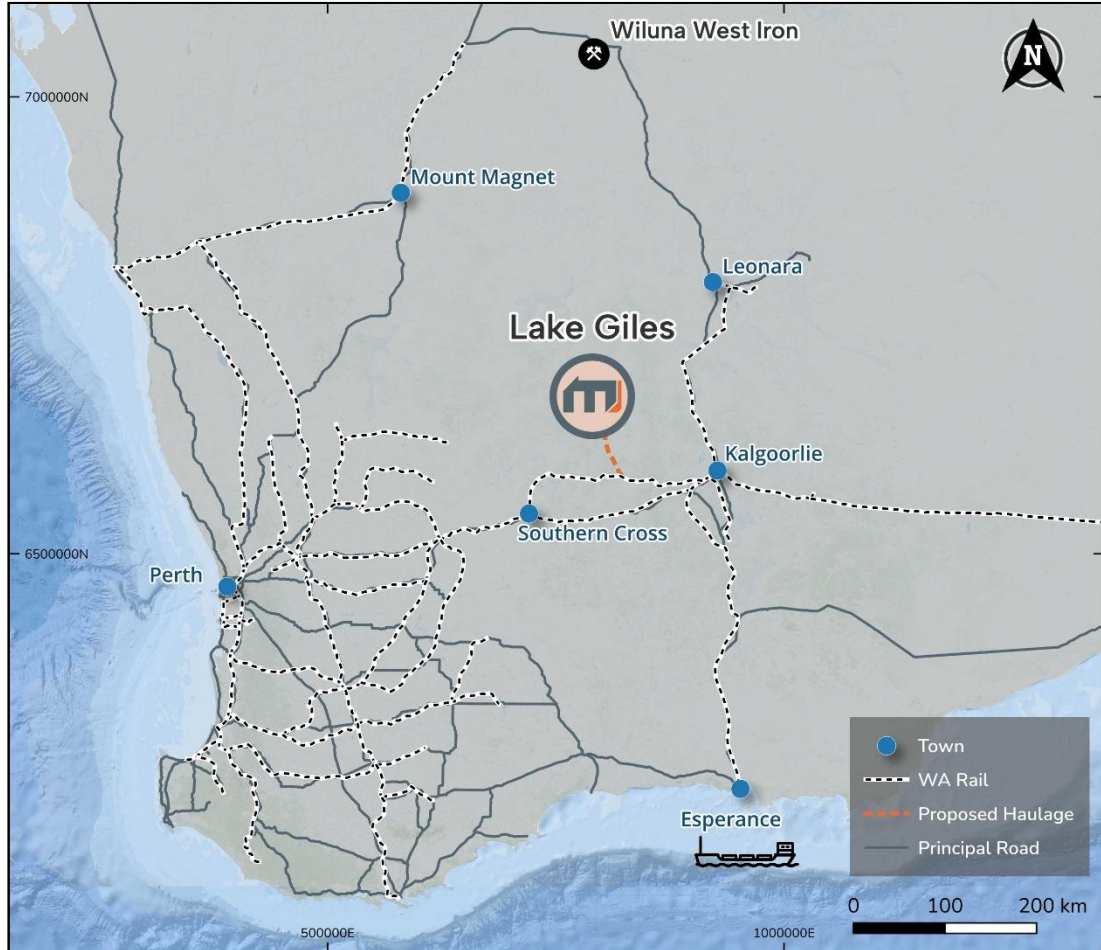 Wiluna West Iron
N
7000000N
Mount Magnet
Leonara
Lake Giles
Kalgoorlie
Southern Cross
6500000N
Perth
Esperance
Town
WA Rail
Proposed Haulage
Principal Road
0 100 200 km
500000E
1000000E